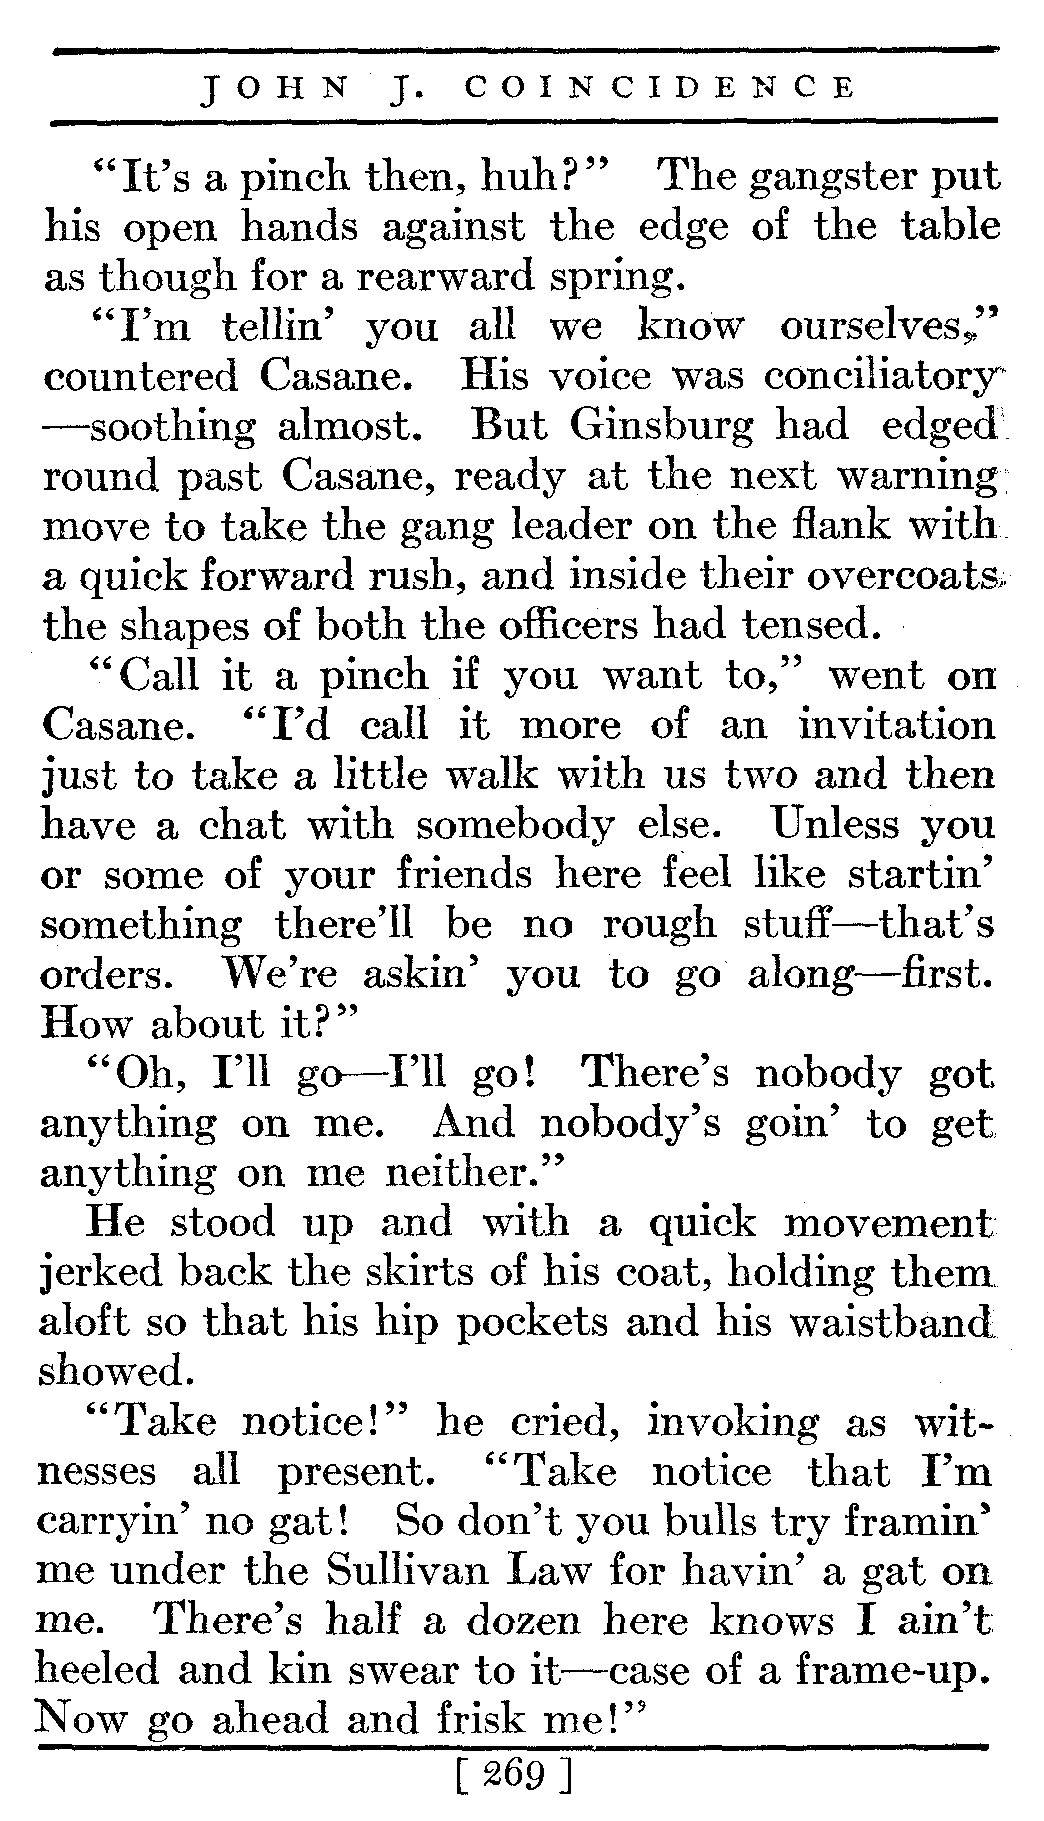 JOHN J. COINCIDENCE
“It’s a pinch then, huh?” The gangster put
his open hands against the edge of the table
as though for a rearward spring.
“I’m tellin’ you all we know ourselves,”
countered Casane. His voice was conciliatory
—soothing almost. But Ginsburg had edged
round past Casane, ready at the next warning
move to take the gang leader on the flank with
a quick forward rush, and inside their overcoats
the shapes of both the officers had tensed.
“Call it a pinch if you want to,” went on
Casane. “I’d call it more of an invitation
just to take a little walk with us two and then
have a chat with somebody else. Unless you
or some of your friends here feel like startin’
something there’ll be no rough stuff—that’s
orders. We’re askin’ you to go along—first.
How about it?”
“Oh, I’ll go—I’ll go! There’s nobody got
anything on me. And nobody’s goin’ to get
anything on me neither.”
He stood up and with a quick movement
jerked back the skirts of his coat, holding them
aloft so that his hip pockets and his waistband
showed.
“Take notice!” he cried, invoking as wit-
nesses all present. “Take notice that I’m
carryin’ no gat! So don’t you bulls try framin’
me under the Sullivan Law for havin’ a gat on
me. There’s half a dozen here knows I ain’t
heeled and kin swear to it—case of a frame-up.
Now go ahead and frisk me!”
[ 269 ]